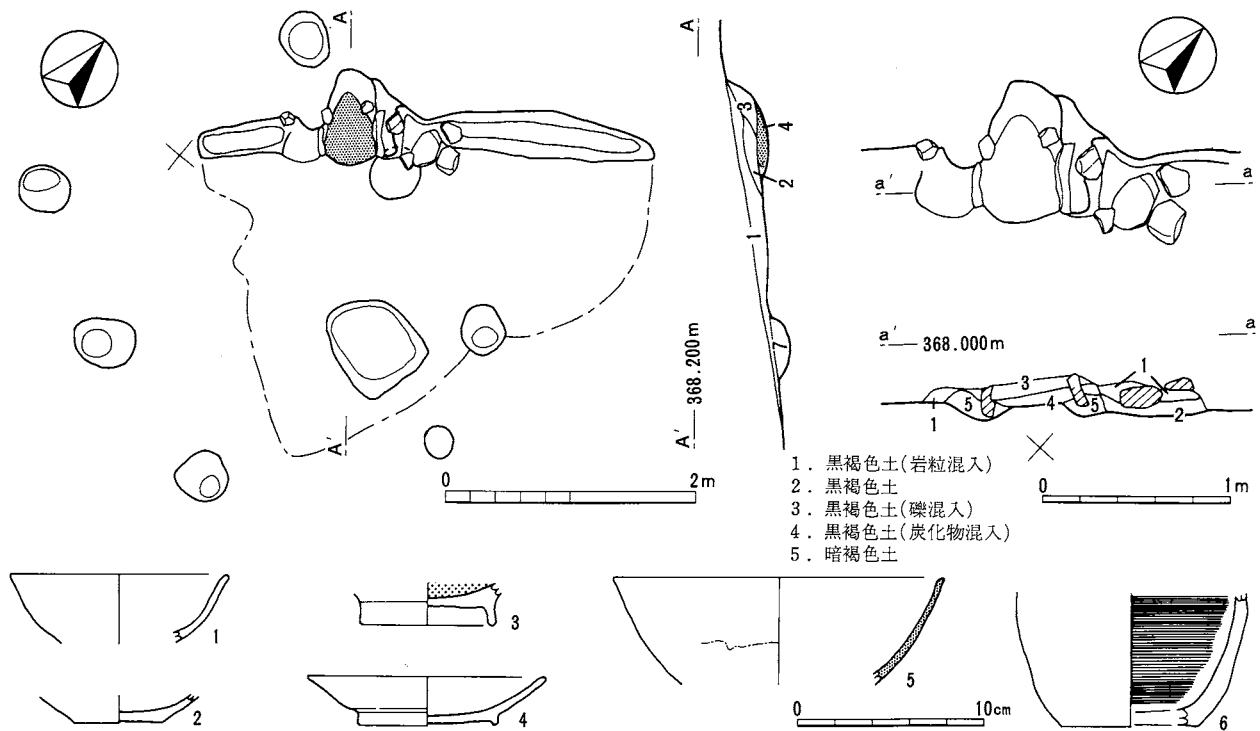 A
A'
A
3
4
2
1
7
A'
368.200m
0 2m
a' a
a' 368.000m a
1
3
5 4 5 2
1
1. 黒褐色土(岩粒混入)
2. 黒褐色土
3. 黒褐色土(礫混入)
4. 黒褐色土(炭化物混入)
5. 暗褐色土
0 1m
1
2
3
4
5
6
0 10cm